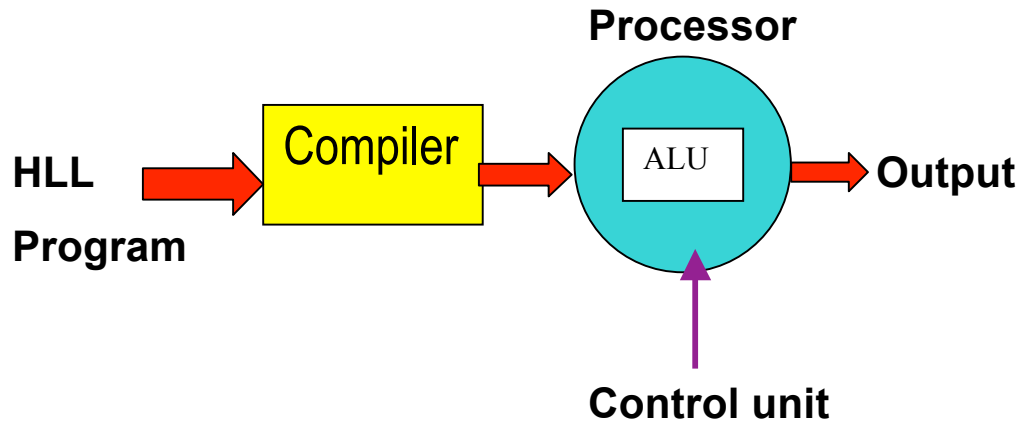 Processor
HLL
Program
Compiler
ALU
Output
Control unit